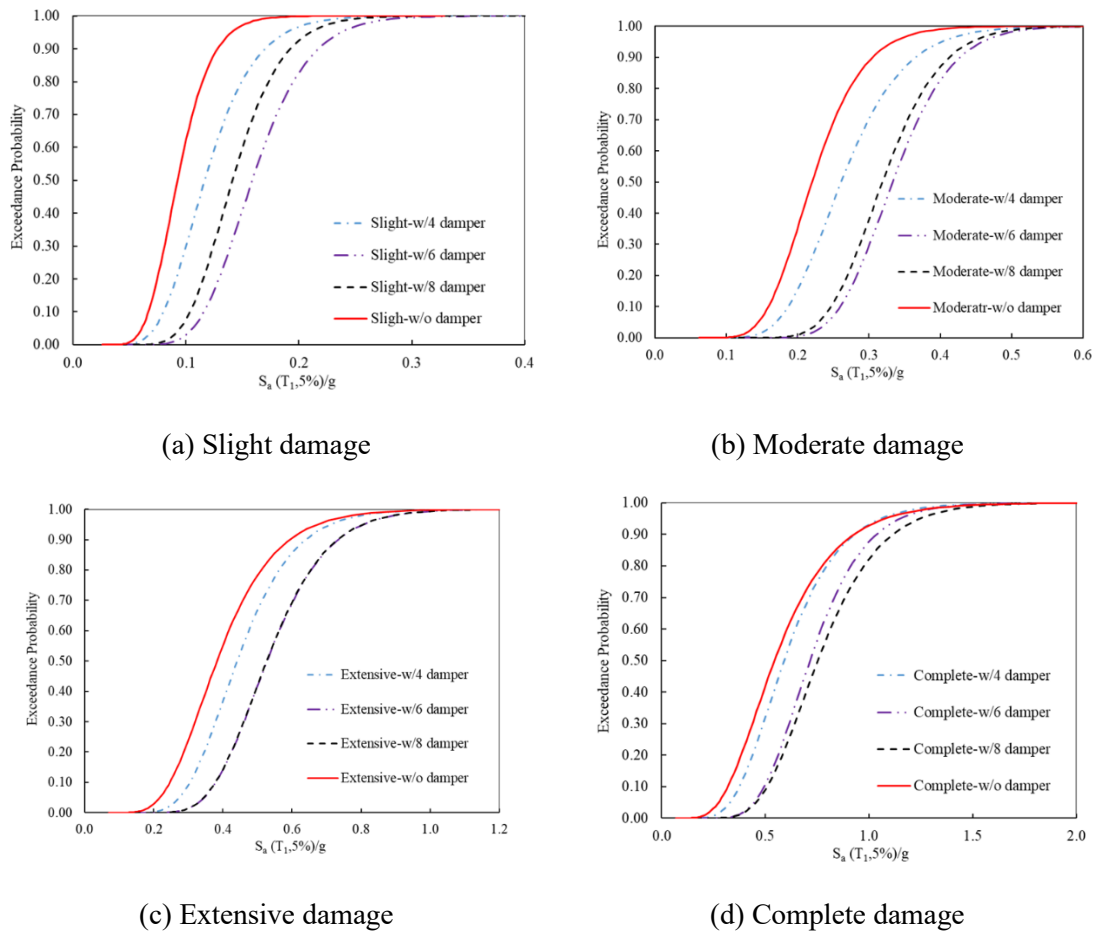 1.00
0.90
0.80
0.70
0.60
0.50
0.40
0.30
0.20
0.10
0.00
Exceedance Probability
Slight-w/4 damper
Slight-w/6 damper
Slight-w/8 damper
Sligh-w/o damper
0.0 0.1 0.2 0.3 0.4
Sa (T1,5%)/g
(a) Slight damage
1.00
0.90
0.80
0.70
0.60
0.50
0.40
0.30
0.20
0.10
0.00
Exceedance Probability
Moderate-w/4 damper
Moderate-w/6 damper
Moderate-w/8 damper
Moderatr-w/o damper
0.0 0.1 0.2 0.3 0.4 0.5 0.6
Sa (T1,5%)/g
(b) Moderate damage
1.00
0.90
0.80
0.70
0.60
0.50
0.40
0.30
0.20
0.10
0.00
Exceedance Probability
Extensive-w/4 damper
Extensive-w/6 damper
Extensive-w/8 damper
Extensive-w/o damper
0.0 0.2 0.4 0.6 0.8 1.0 1.2
Sa (T1,5%)/g
(c) Extensive damage
1.00
0.90
0.80
0.70
0.60
0.50
0.40
0.30
0.20
0.10
0.00
Exceedance Probability
Complete-w/4 damper
Complete-w/6 damper
Complete-w/8 damper
Complete-w/o damper
0.0 0.5 1.0 1.5 2.0
Sa (T1,5%)/g
(d) Complete damage